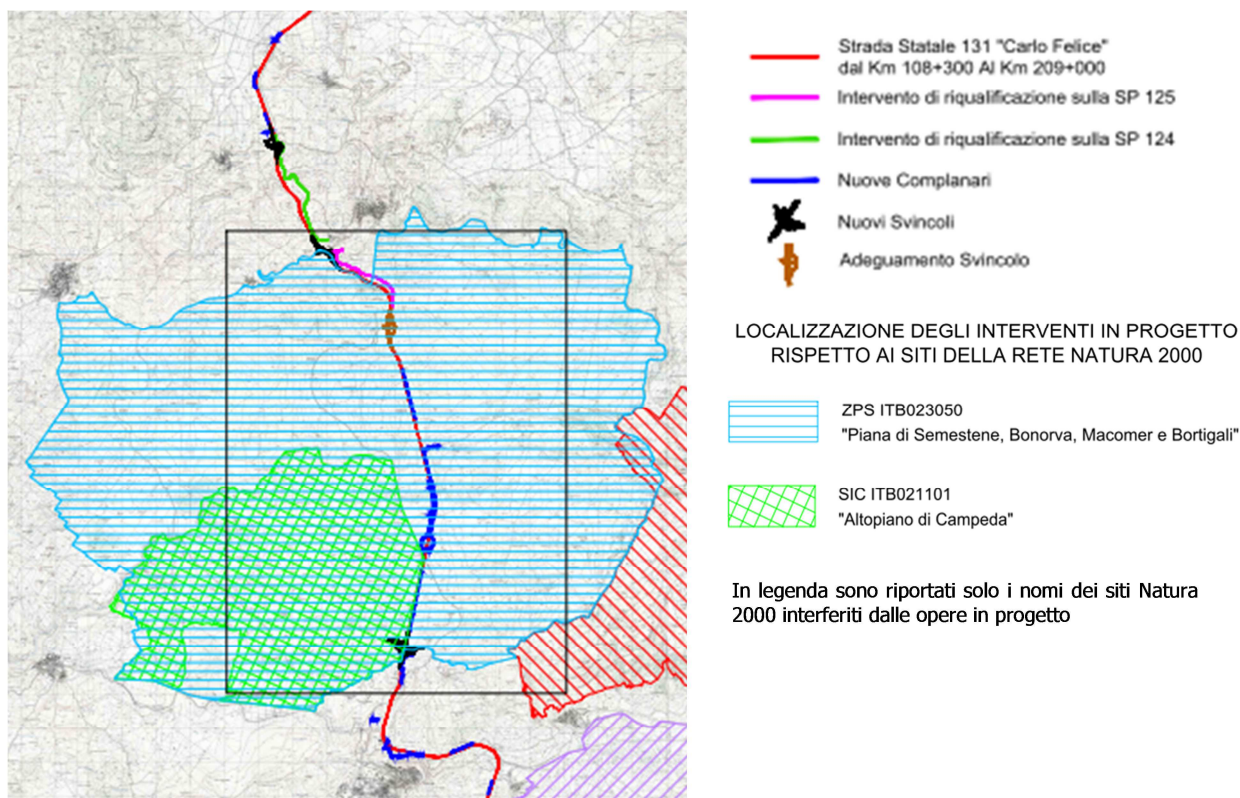 Strada Statale 131 "Carlo Felice"
dal Km 108+300 Al Km 209+000
Intervento di riqualificazione sulla SP 125
Intervento di riqualificazione sulla SP 124
Nuove Complanari
Nuovi Svincoli
Adeguamento Svincolo
LOCALIZZAZIONE DEGLI INTERVENTI IN PROGETTO
RISPETTO AI SITI DELLA RETE NATURA 2000
ZPS ITB023050
"Piana di Semestene, Bonorva, Macomer e Bortigali"
SIC ITB021101
"Altopiano di Campeda"
In legenda sono riportati solo i nomi dei siti Natura
2000 interferiti dalle opere in progetto